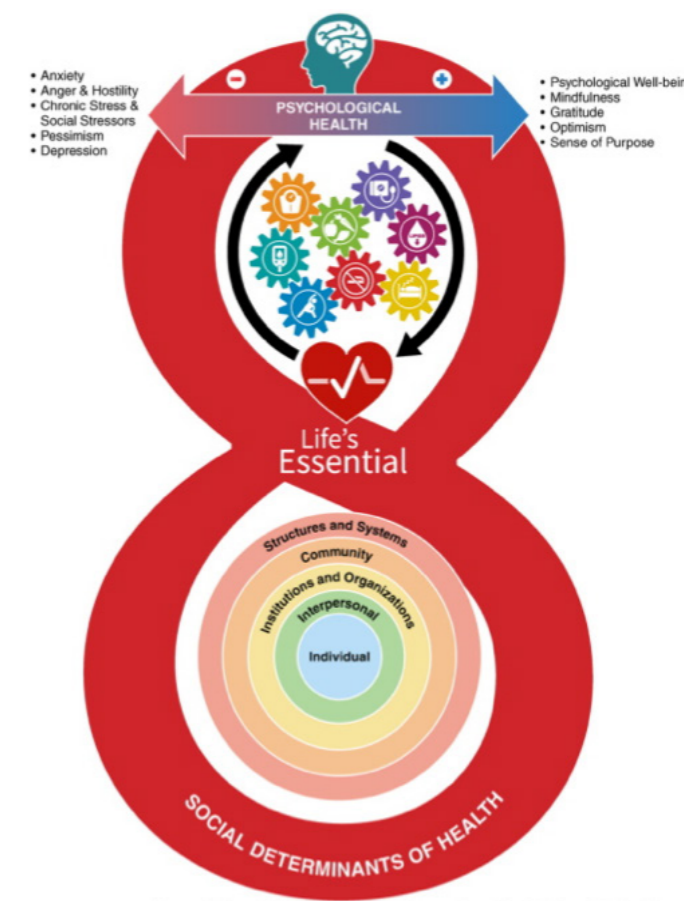 • Anxiety
• Anger & Hostility
• Chronic Stress &
Social Stressors
• Pessimism
• Depression
PSYCHOLOGICAL
HEALTH
• Psychological Well-bein
• Mindfulness
• Gratitude
• Optimism
• Sense of Purpose
Life's
Essential
Structures and Systems
Community
Institutions and Organizations
Interpersonal
Individual
SOCIAL DETERMINANTS OF HEALTH